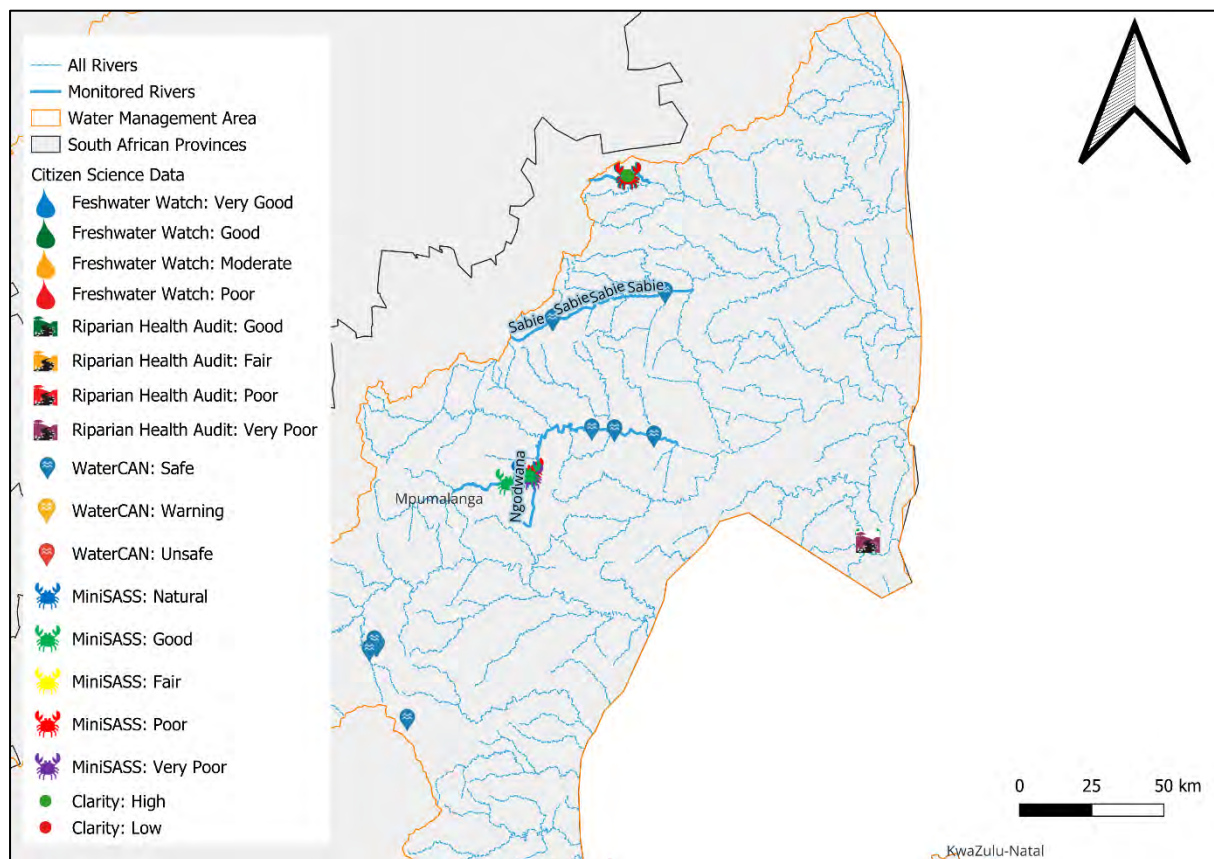 All Rivers
Monitored Rivers
Water Management Area
South African Provinces
Citizen Science Data
Feshwater Watch: Very Good
Freshwater Watch: Good
Freshwater Watch: Moderate
Freshwater Watch: Poor
Riparian Health Audit: Good
Riparian Health Audit: Fair
Riparian Health Audit: Poor
Riparian Health Audit: Very Poor
WaterCAN: Safe
WaterCAN: Warning
WaterCAN: Unsafe
MiniSASS: Natural
MiniSASS: Good
MiniSASS: Fair
MiniSASS: Poor
MiniSASS: Very Poor
Clarity: High
Clarity: Low
Sabie
Sabie
Sabie
Sabie
Ngodwana
Mpumalanga
0 25 50 km
KwaZulu-Natal